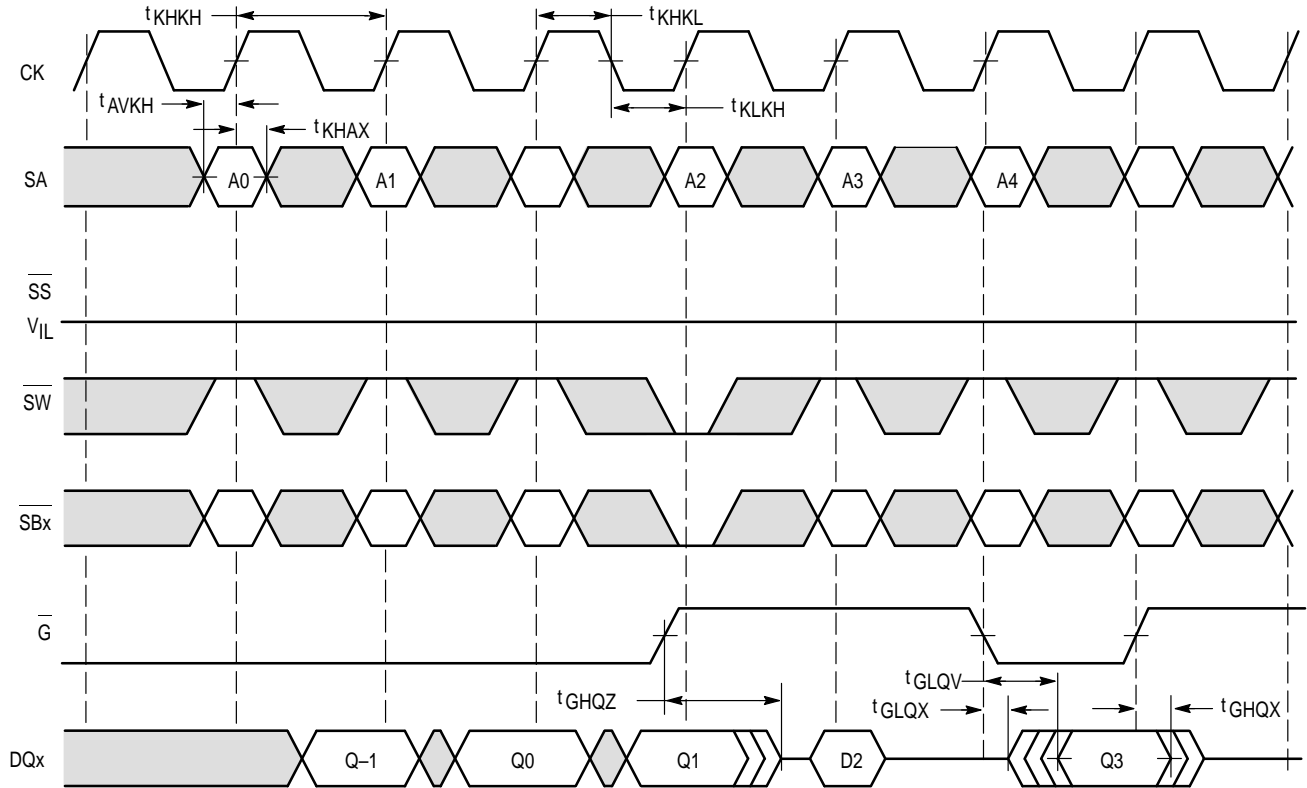 tKHKH
tKHKL
CK
tAVKH
tKLKH
tKHAX
SA
A0
A1
A2
A3
A4
SS
VIL
SW
SBx
G
tGHQZ
tGLQV
tGLQX
tGHQX
DQx
Q–1
Q0
Q1
D2
Q3